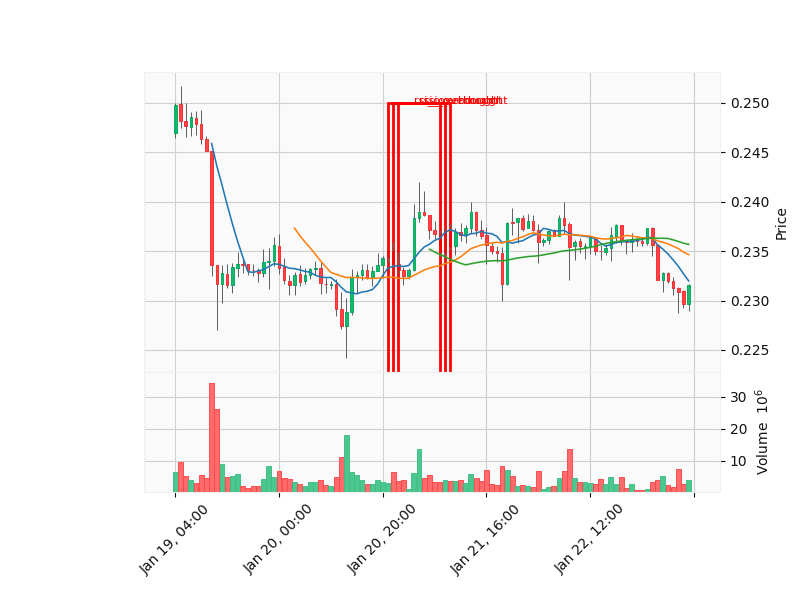 0.250
0.245
0.240
0.235
0.230
0.225
Price
30
20
10
Volume 10⁶
Jan 19, 04:00
Jan 20, 00:00
Jan 20, 20:00
Jan 21, 16:00
Jan 22, 12:00